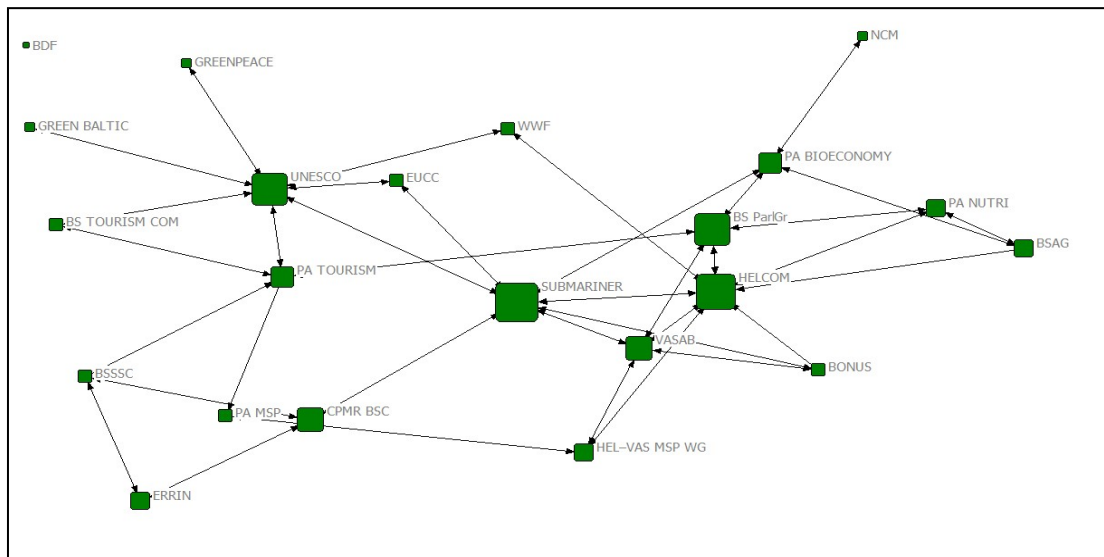 NCM
BDF
GREENPEACE
GREEN BALTIC
WWF
PA BIOECONOMY
UNESCO
EUCC
PA NUTRI
BS TOURISM COM
BS ParlGr
BSAG
PA TOURISM
HELCOM
SUBMARINER
VASAB
BONUS
BSSSC
PA MSP
CPMR BSC
HEL-VAS MSP WG
ERRIN